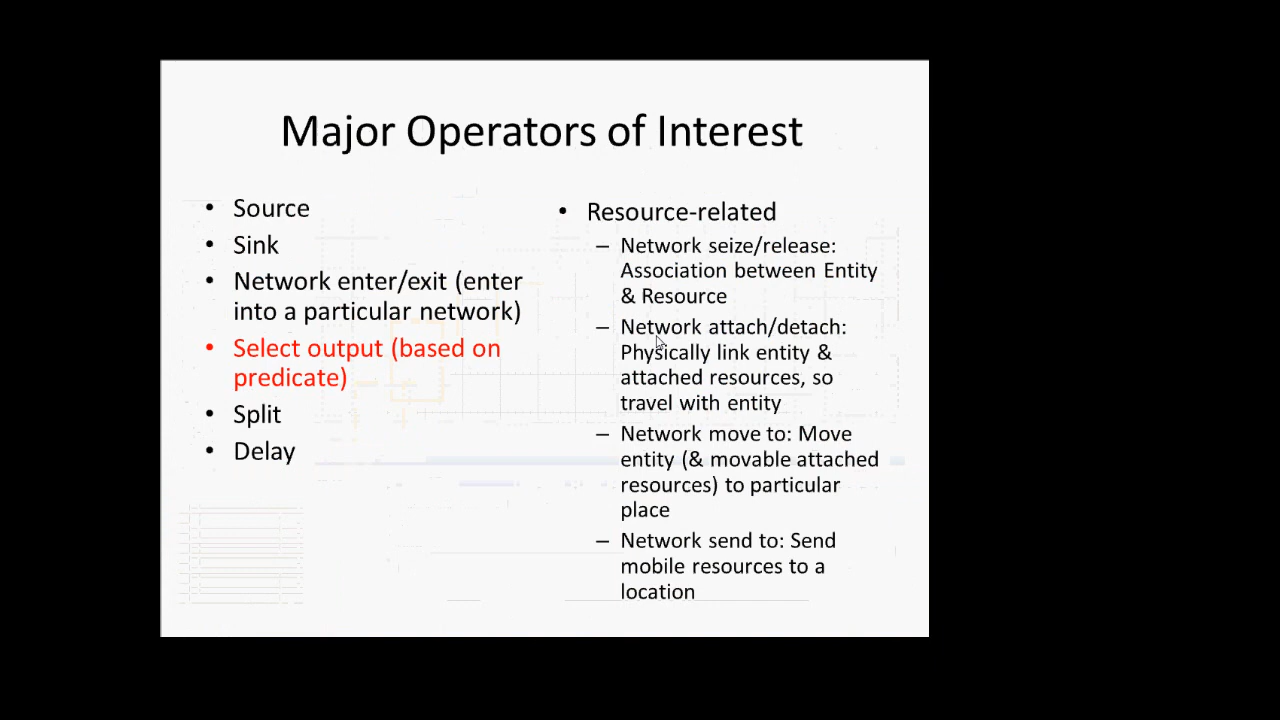 Major Operators of Interest
• Source
• Sink
• Network enter/exit (enter
into a particular network)
• Select output (based on
predicate)
• Split
• Delay
• Resource-related
– Network seize/release:
Association between Entity
& Resource
– Network attach/detach:
Physically link entity &
attached resources, so
travel with entity
– Network move to: Move
entity (& movable attached
resources) to particular
place
– Network send to: Send
mobile resources to a
location